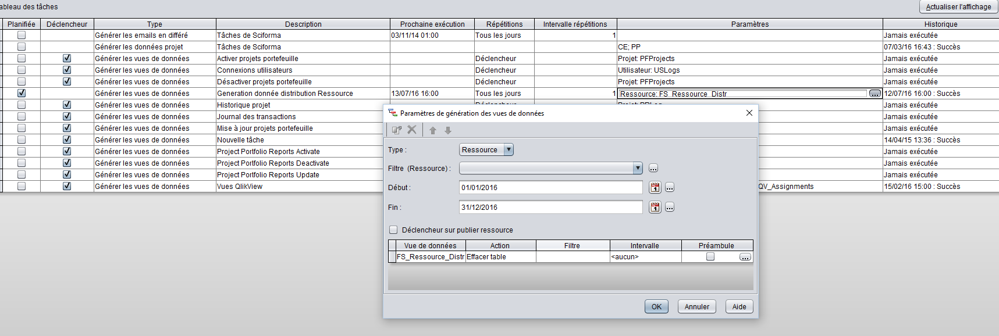 ableau des tâches
Actualiser l'affichage
Planifiée Déclencheur Type Description Prochaine exécution Répétitions Intervalle répétitions Paramètres Historique
Générer les emails en différé Tâches de Sciforma 03/11/14 01:00 Tous les jours 1 Jamais exécutée
Générer les données projet Tâches de Sciforma CE; PP 07/03/16 16:43 : Succès
Générer les vues de données Activer projets portefeuille Déclencheur Projet: PFProjects Jamais exécutée
Générer les vues de données Connexions utilisateurs Déclencheur Utilisateur: USLogs Jamais exécutée
Générer les vues de données Désactiver projets portefeuille Déclencheur Projet: PFProjects Jamais exécutée
Générer les vues de données Generation donnée distribution Ressource 13/07/16 16:00 Tous les jours 1 Ressource: FS_Ressource_Distr ... 12/07/16 16:00 : Succès
Générer les vues de données Historique projet Jamais exécutée
Générer les vues de données Journal des transactions Jamais exécutée
Générer les vues de données Mise à jour projets portefeuille Jamais exécutée
Générer les vues de données Nouvelle tâche 14/04/15 13:36 : Succès
Générer les vues de données Project Portfolio Reports Activate Jamais exécutée
Générer les vues de données Project Portfolio Reports Deactivate Jamais exécutée
Générer les vues de données Project Portfolio Reports Update Jamais exécutée
Générer les vues de données Vues QlikView QV_Assignments 15/02/16 15:00 : Succès
Paramètres de génération des vues de données
Type : Ressource
Filtre (Ressource) : ...
Début : 01/01/2016 1 ...
Fin : 31/12/2016 1 ...
Déclencheur sur publier ressource
Vue de données Action Filtre Intervalle Préambule
FS_Ressource_Distr Effacer table <aucun> ...
OK Annuler Aide